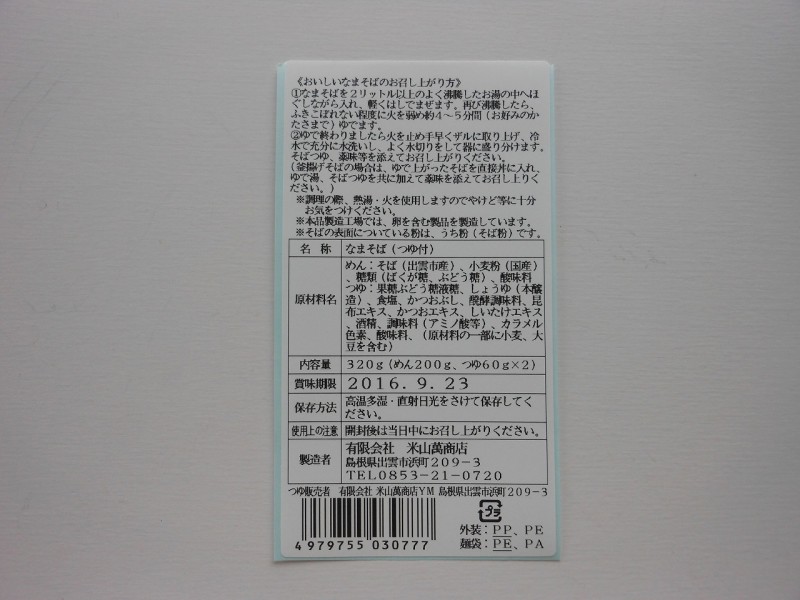 《おいしいなまそばのお召し上がり方》
①なまそばを2リットル以上のよく沸騰したお湯の中へほ
ぐしながら入れ、軽くはしでまぜます。再び沸騰したら、
ふきこぼれない程度に火を弱め約4～5分間(お好みのか
たさまで)ゆでます。
②ゆで終わりましたら火を止め手早くザルに取り上げ、冷
水で充分に水洗いし、よく水切りをして器に盛り分けます。
そばつゆ、薬味等を添えてお召し上がりください。
(釜揚げそばの場合は、ゆで上がったそばを直接丼に入れ、
ゆで湯、そばつゆを共に加えて薬味を添えてお召し上りく
ださい。)
※調理の際、熱湯・火を使用しますのでやけど等に十分
お気をつけください。
※本品製造工場では、卵を含む製品を製造しています。
※そばの表面についている粉は、うち粉(そば粉)です。
名 称 なまそば(つゆ付)
原材料名 めん:そば(出雲市産)、小麦粉(国産)
、糖類(ばくが糖、ぶどう糖)、酸味料
つゆ:果糖ぶどう糖液糖、しょうゆ(本醸
造)、食塩、かつおぶし、醗酵調味料、昆
布エキス、かつおエキス、しいたけエキス
、酒精、調味料(アミノ酸等)、カラメル
色素、酸味料、(原材料の一部に小麦、大
豆を含む)
内容量 320g(めん200g、つゆ60g×2)
賞味期限 2016.9.23
保存方法 高温多湿・直射日光をさけて保存してく
ださい。
使用上の注意 開封後は当日中にお召し上がりください。
製造者 有限会社 米山萬商店
島根県出雲市浜町209-3
TEL0853-21-0720
つゆ販売者 有限会社 米山萬商店YM 島根県出雲市浜町209-3
プラ
外装:PP、PE
麺袋:PE、PA
4 979755 030777